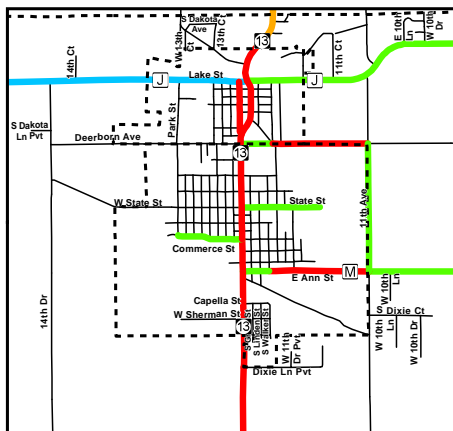 S Dakota
Ave
W 13th
Ct
13th Ct
13
11th Ct
E 10th
Ln
W 10th
Dr
14th Ct
J
Lake St
J
S Dakota
Ln Pvt
Park St
Deerborn Ave
13
W State St
State St
11th Ave
Commerce St
E Ann St
M
W 10th
Ln
14th Dr
Capella St
W Sherman St
13
S Linden St
S Walker St
W 11th
Dr Pvt
S Dixie Ct
W 10th
Ln
W 10th Dr
Dixie Ln Pvt